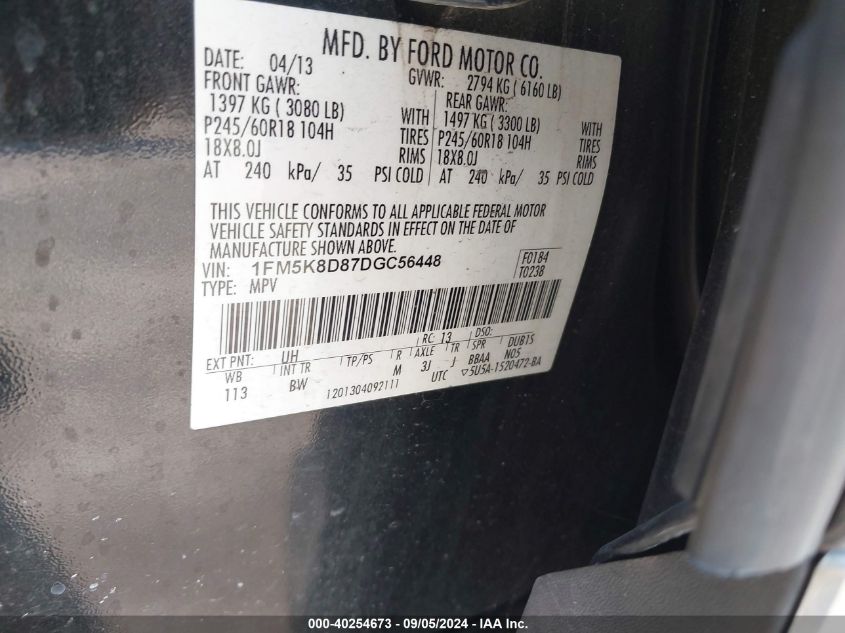 MFD. BY FORD MOTOR CO.
DATE: 04/13
GVWR: 2794 KG ( 6160 LB)
FRONT GAWR:
REAR GAWR:
1397 KG ( 3080 LB) WITH
1497 KG ( 3300 LB) WITH
P245/60R18 104H TIRES
P245/60R18 104H TIRES
18X8.0J RIMS
18X8.0J RIMS
AT 240 kPa/ 35 PSI COLD
AT 240 kPa/ 35 PSI COLD
THIS VEHICLE CONFORMS TO ALL APPLICABLE FEDERAL MOTOR
VEHICLE SAFETY STANDARDS IN EFFECT ON THE DATE OF
MANUFACTURE SHOWN ABOVE.
VIN: 1FM5K8D87DGC56448
TYPE: MPV
F0184
T0238
EXT PNT: UH RC: 13 DSO:
WB INT TR TP/PS R AXLE TR SPR DUB15
113 BW M 3J J BBAA N05
1201304092111 UTC ▽5U5A-1520472-BA
000-40254673 - 09/05/2024 - IAA Inc.